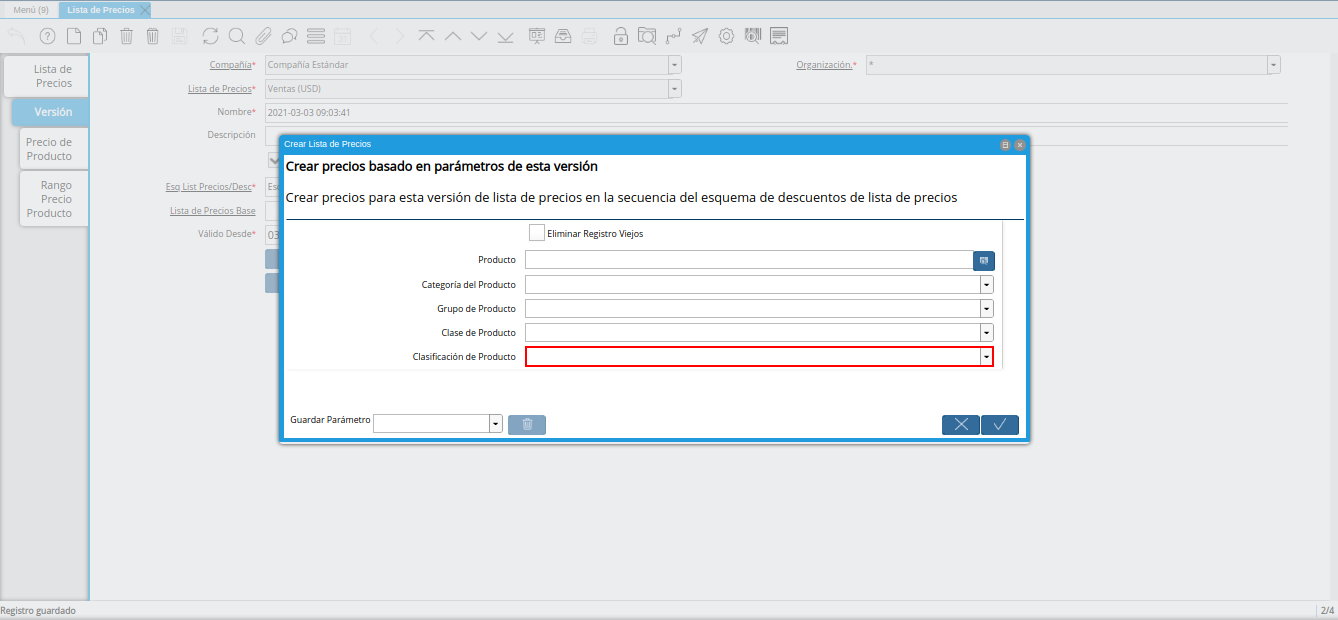 Menú (9)
Lista de Precios
Lista de
Precios
Versión
Precio de
Producto
Rango
Precio
Producto
Compañía* Compañía Estándar
Organización.* *
Lista de Precios* Ventas (USD)
Nombre* 2021-03-03 09:03:41
Descripción
Esq List Precios/Desc*
Lista de Precios Base
Válido Desde* 03
Crear Lista de Precios
Crear precios basado en parámetros de esta versión
Crear precios para esta versión de lista de precios en la secuencia del esquema de descuentos de lista de precios
Eliminar Registro Viejos
Producto
Categoría del Producto
Grupo de Producto
Clase de Producto
Clasificación de Producto
Guardar Parámetro
Registro guardado
2/4